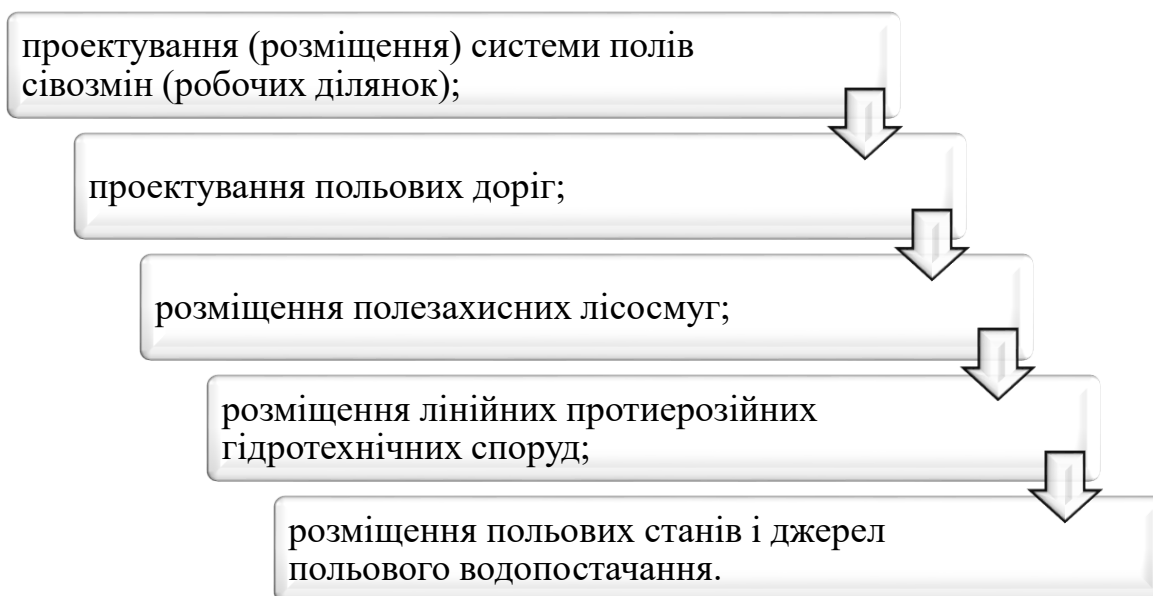 проектування (розміщення) системи полів
сівозмін (робочих ділянок);
проектування польових доріг;
розміщення полезахисних лісосмуг;
розміщення лінійних протиерозійних
гідротехнічних споруд;
розміщення польових станів і джерел
польового водопостачання.